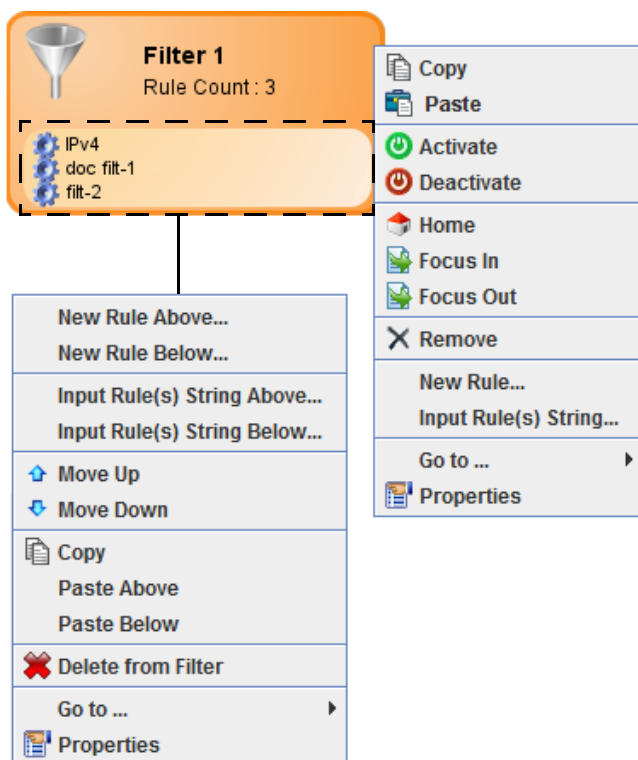 Filter 1
Rule Count : 3
IPv4
doc filt-1
filt-2
Copy
Paste
Activate
Deactivate
Home
Focus In
Focus Out
Remove
New Rule...
Input Rule(s) String...
Go to ...
Properties
New Rule Above...
New Rule Below...
Input Rule(s) String Above...
Input Rule(s) String Below...
Move Up
Move Down
Copy
Paste Above
Paste Below
Delete from Filter
Go to ...
Properties